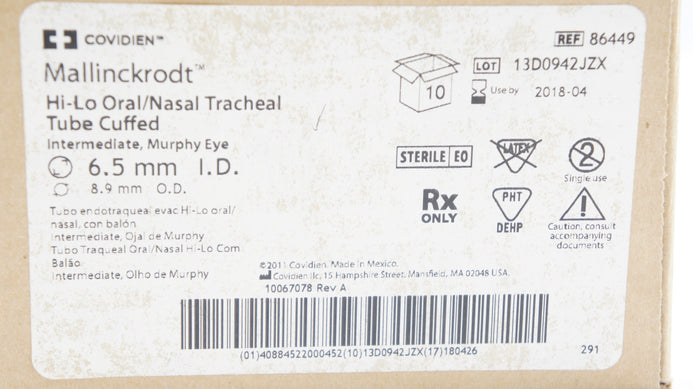 COVIDIEN™
REF 86449
Mallinckrodt™
LOT 13D0942JZX
10
Use by 2018-04
Hi-Lo Oral/Nasal Tracheal
Tube Cuffed
Intermediate, Murphy Eye
6.5 mm I.D.
8.9 mm O.D.
STERILE EO
LATEX
2
Single use
Rx
ONLY
PHT
DEHP
Caution, consult
accompanying
documents
Tubo endotraqueal evac Hi-Lo oral/
nasal, con balón
Intermediate, Ojal de Murphy
Tubo Traqueal Oral/Nasal Hi-Lo Com
Balão
Intermediate, Olho de Murphy
©2011 Covidien. Made in Mexico.
Covidien llc, 15 Hampshire Street, Mansfield, MA 02048 USA.
10067078 Rev A
(01)40884522000452(10)13D0942JZX(17)180426
291